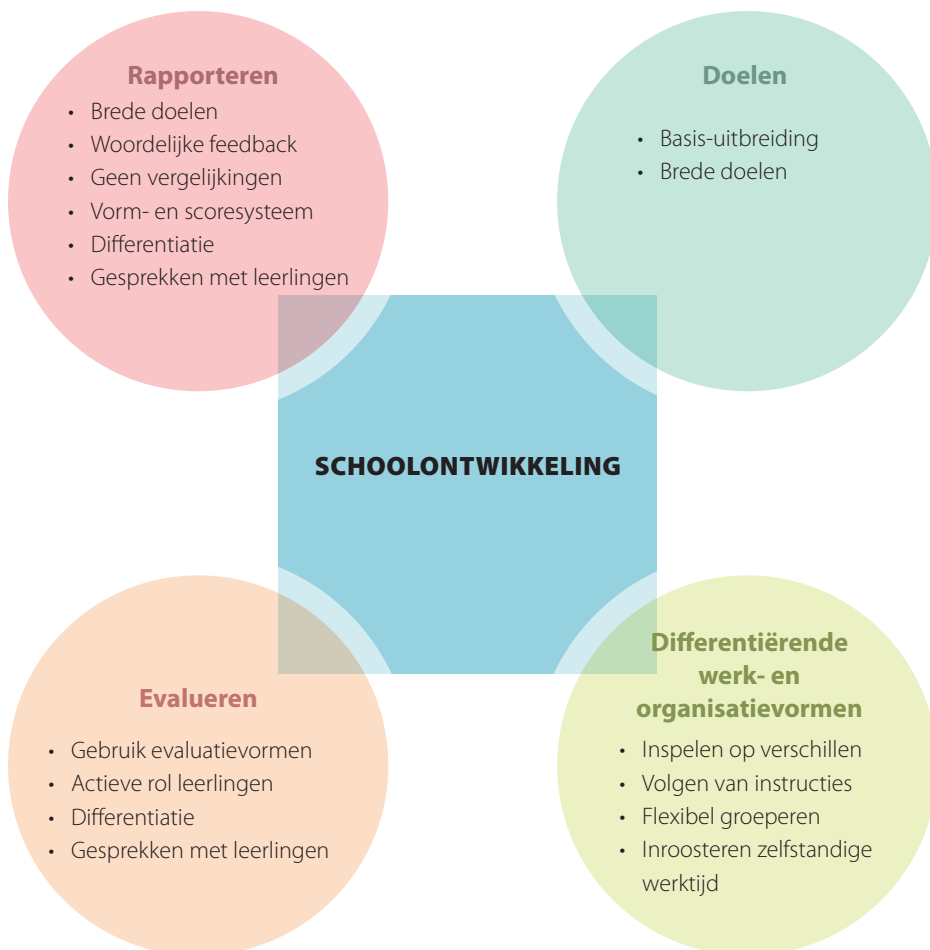 Rapporteren
• Brede doelen
• Woordelijke feedback
• Geen vergelijkingen
• Vorm- en scoresysteem
• Differentiatie
• Gesprekken met leerlingen
Doelen
• Basis-uitbreiding
• Brede doelen
SCHOOLONTWIKKELING
Evalueren
• Gebruik evaluatievormen
• Actieve rol leerlingen
• Differentiatie
• Gesprekken met leerlingen
Differentiërende
werk- en
organisatievormen
• Inspelen op verschillen
• Volgen van instructies
• Flexibel groeperen
• Inroosteren zelfstandige
werktijd